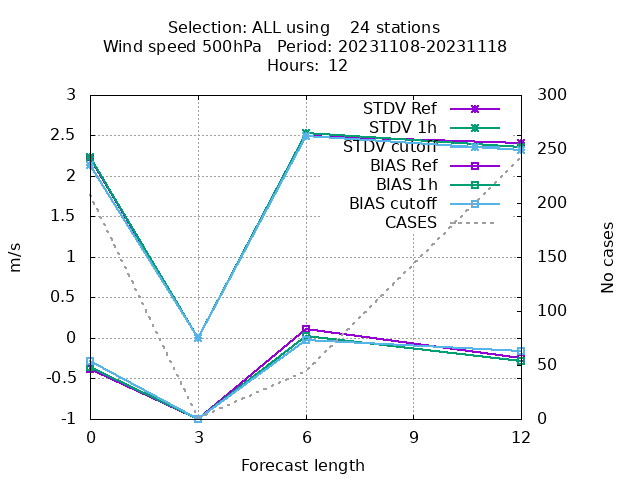 Selection: ALL using    24 stations
Wind speed 500hPa   Period: 20231108-20231118
Hours:  12
3
2.5
2
1.5
1
0.5
0
-0.5
-1
300
250
200
150
100
50
0
STDV Ref
STDV 1h
STDV cutoff
BIAS Ref
BIAS 1h
BIAS cutoff
CASES
m/s
No cases
0
3
6
9
12
Forecast length